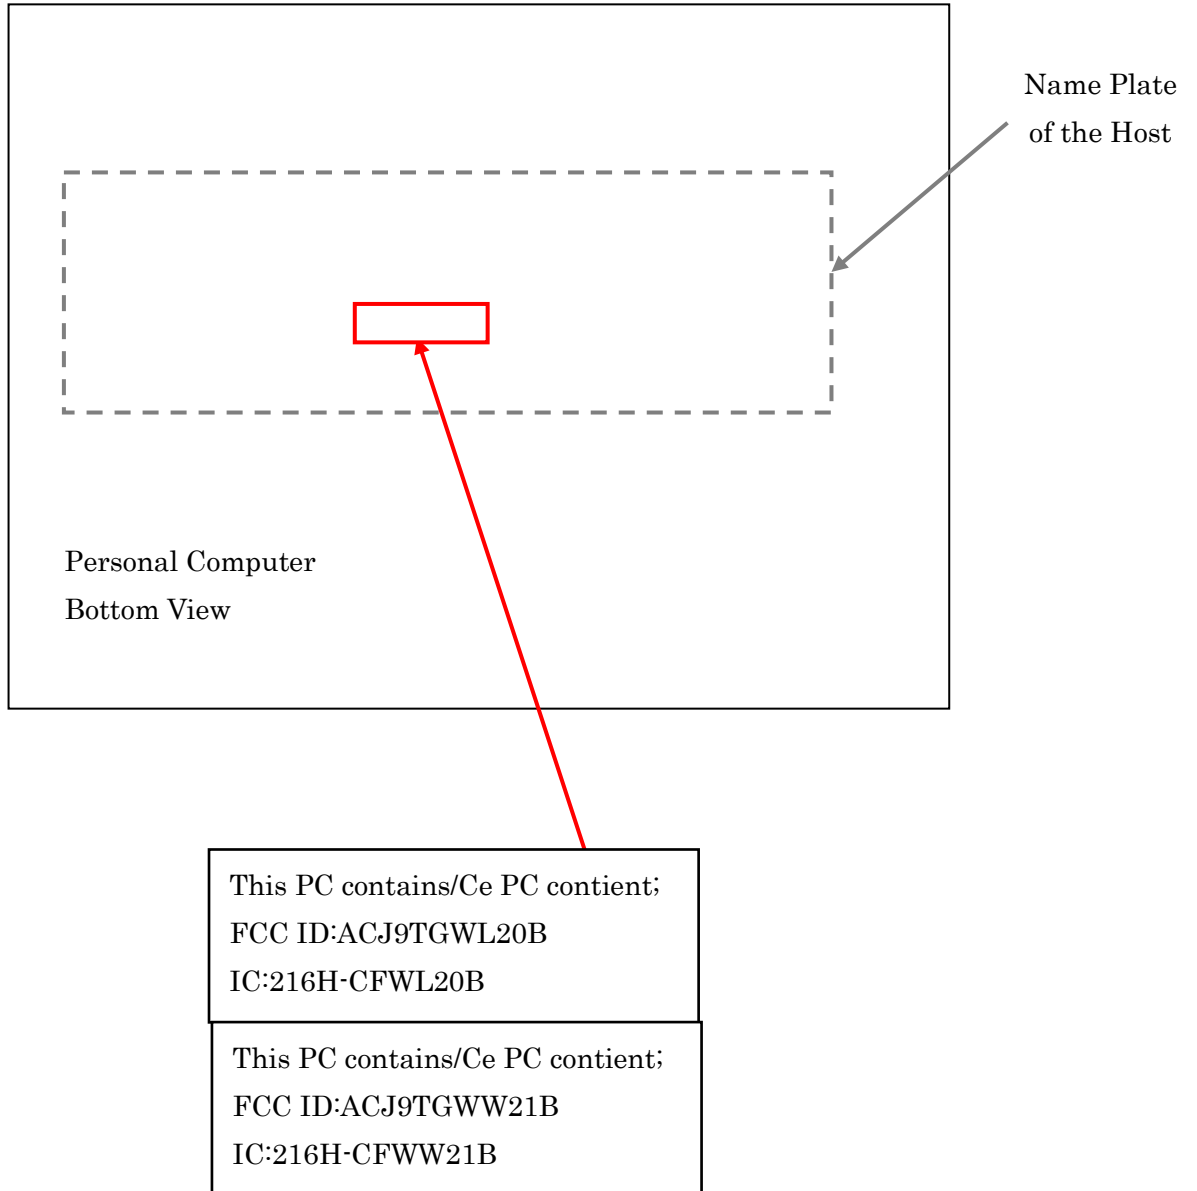 Name Plate
of the Host
Personal Computer
Bottom View
This PC contains/Ce PC contient;
FCC ID:ACJ9TGWL20B
IC:216H-CFWL20B
This PC contains/Ce PC contient;
FCC ID:ACJ9TGWW21B
IC:216H-CFWW21B